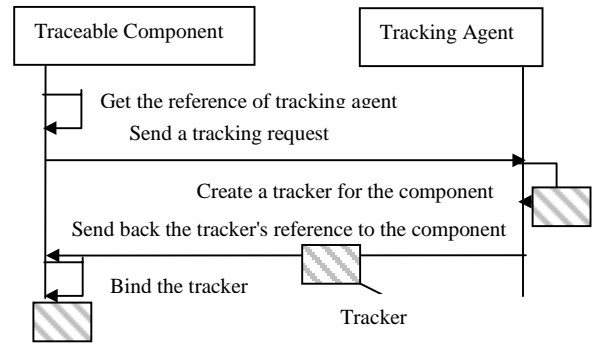 Traceable Component
Tracking Agent
Get the reference of tracking agent
Send a tracking request
Create a tracker for the component
Send back the tracker's reference to the component
Bind the tracker
Tracker